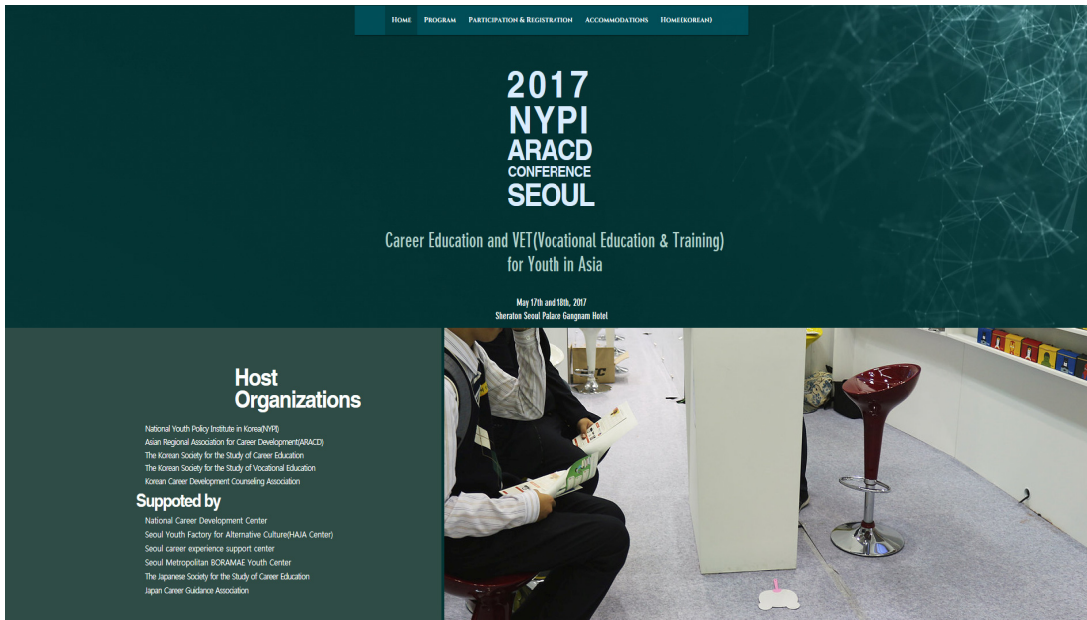 Home Program Participation & Registration Accommodations Home(Korean)
2017
NYPI
ARACD
CONFERENCE
SEOUL
Career Education and VET(Vocational Education & Training)
for Youth in Asia
May 17th and 18th, 2017
Sheraton Seoul Palace Gangnam Hotel
Host
Organizations
National Youth Policy Institute in Korea(NYPI)
Asian Regional Association for Career Development(ARACD)
The Korean Society for the Study of Career Education
The Korean Society for the Study of Vocational Education
Korean Career Development Counseling Association
Suppoted by
National Career Development Center
Seoul Youth Factory for Alternative Culture(HAJA Center)
Seoul career experience support center
Seoul Metropolitan BORAMAE Youth Center
The Japanese Society for the Study of Career Education
Japan Career Guidance Association